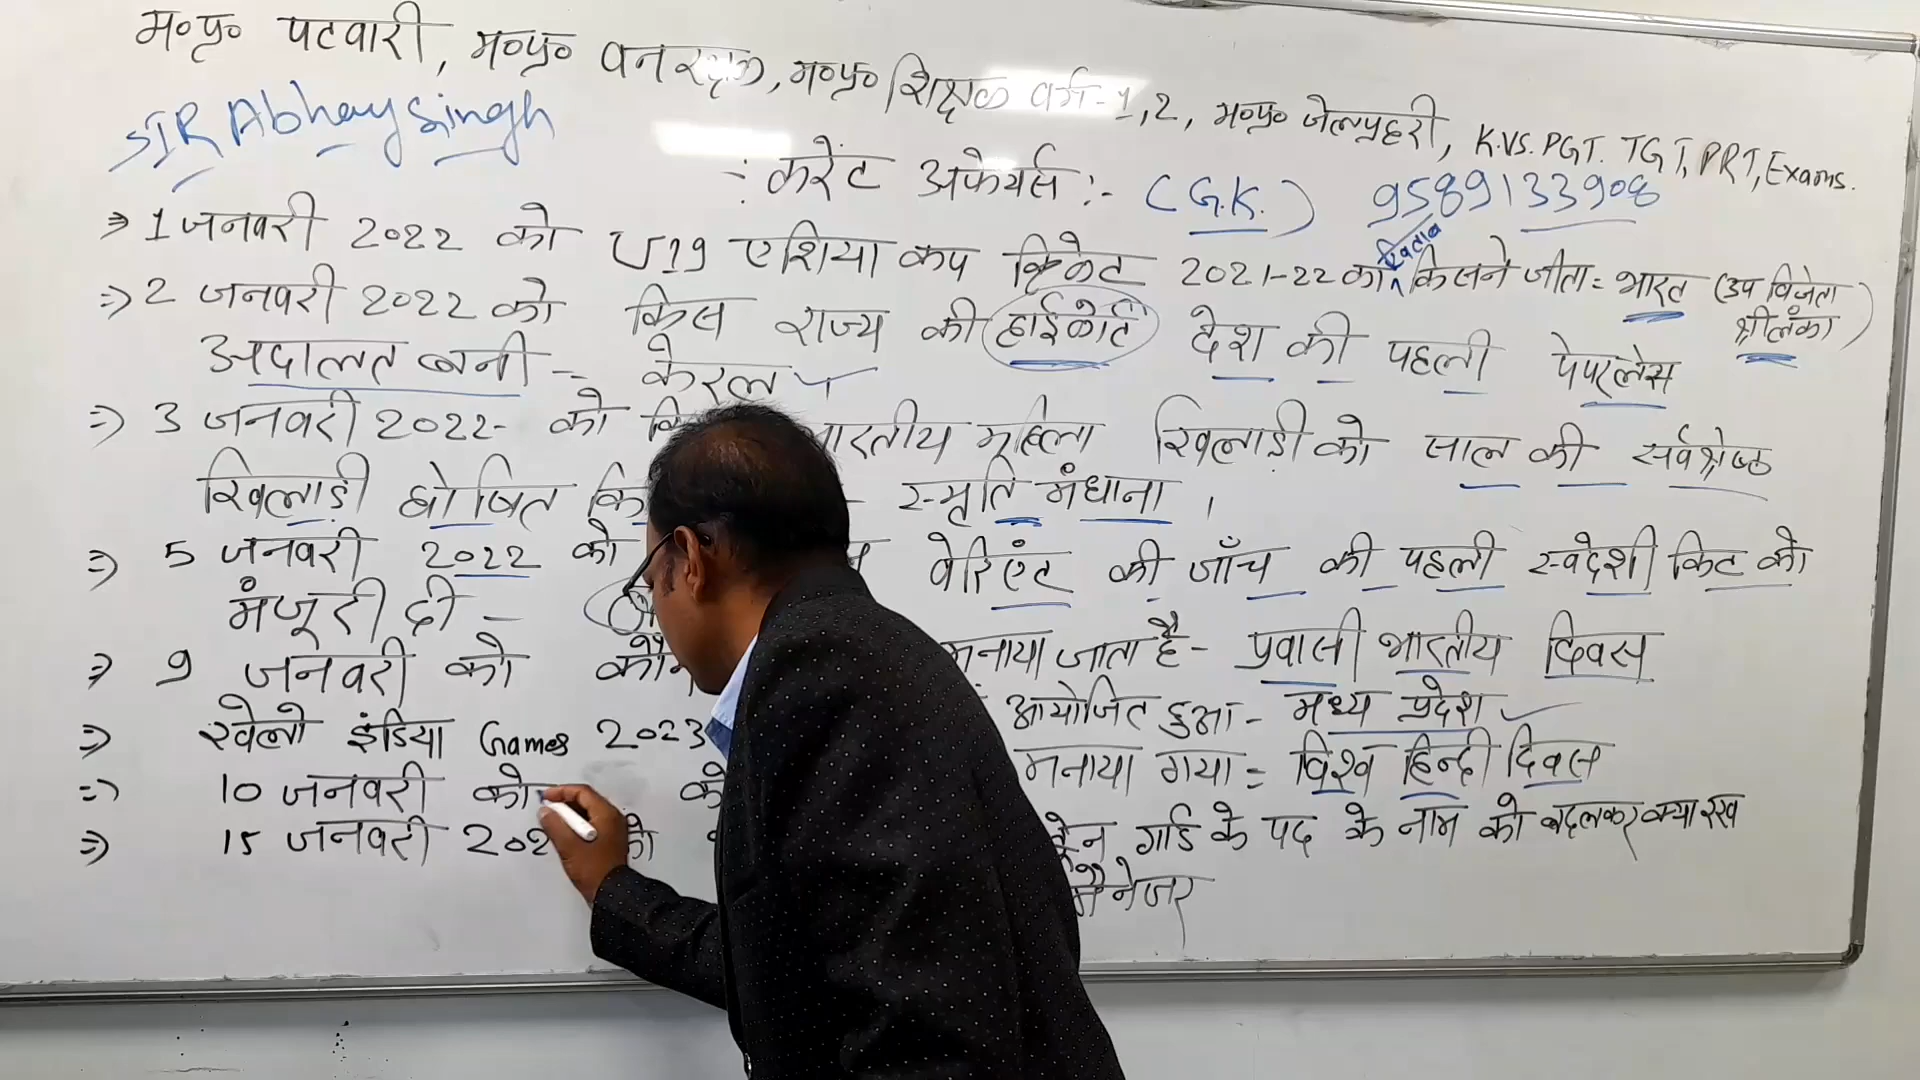 म०प्र० पटवारी, म०प्र० वनरक्षक, म०प्र० शिक्षक वर्ग-1,2, म०प्र० जेलप्रहरी, K.VS. PGT. TGT, PRT, Exams.
SIR Abhay Singh
: करेंट अफेयर्स :- (G.K.) 9589133908
⇒ 1 जनवरी 2022 को U19 एशिया कप क्रिकेट 2021-22 का किसने जीता = भारत (उप विजेता श्रीलंका)
⇒ 2 जनवरी 2022 को किस राज्य की हाईकोर्ट देश की पहली पेपरलेस
अदालत बनी - केरल
⇒ 3 जनवरी 2022 - को भारतीय महिला खिलाड़ी को साल की सर्वश्रेष्ठ
खिलाड़ी घोषित - स्मृति मंधाना ।
⇒ 5 जनवरी 2022 को वेरिएंट की जाँच की पहली स्वदेशी किट को
मंजूरी दी -
⇒ 9 जनवरी को मनाया जाता है - प्रवासी भारतीय दिवस
⇒ खेलो इंडिया Games 2023 आयोजित हुआ - मध्य प्रदेश
⇒ 10 जनवरी को मनाया गया = विश्व हिन्दी दिवस
⇒ 15 जनवरी को गार्ड के पद के नाम को बदलकर क्या रख
मैनेजर